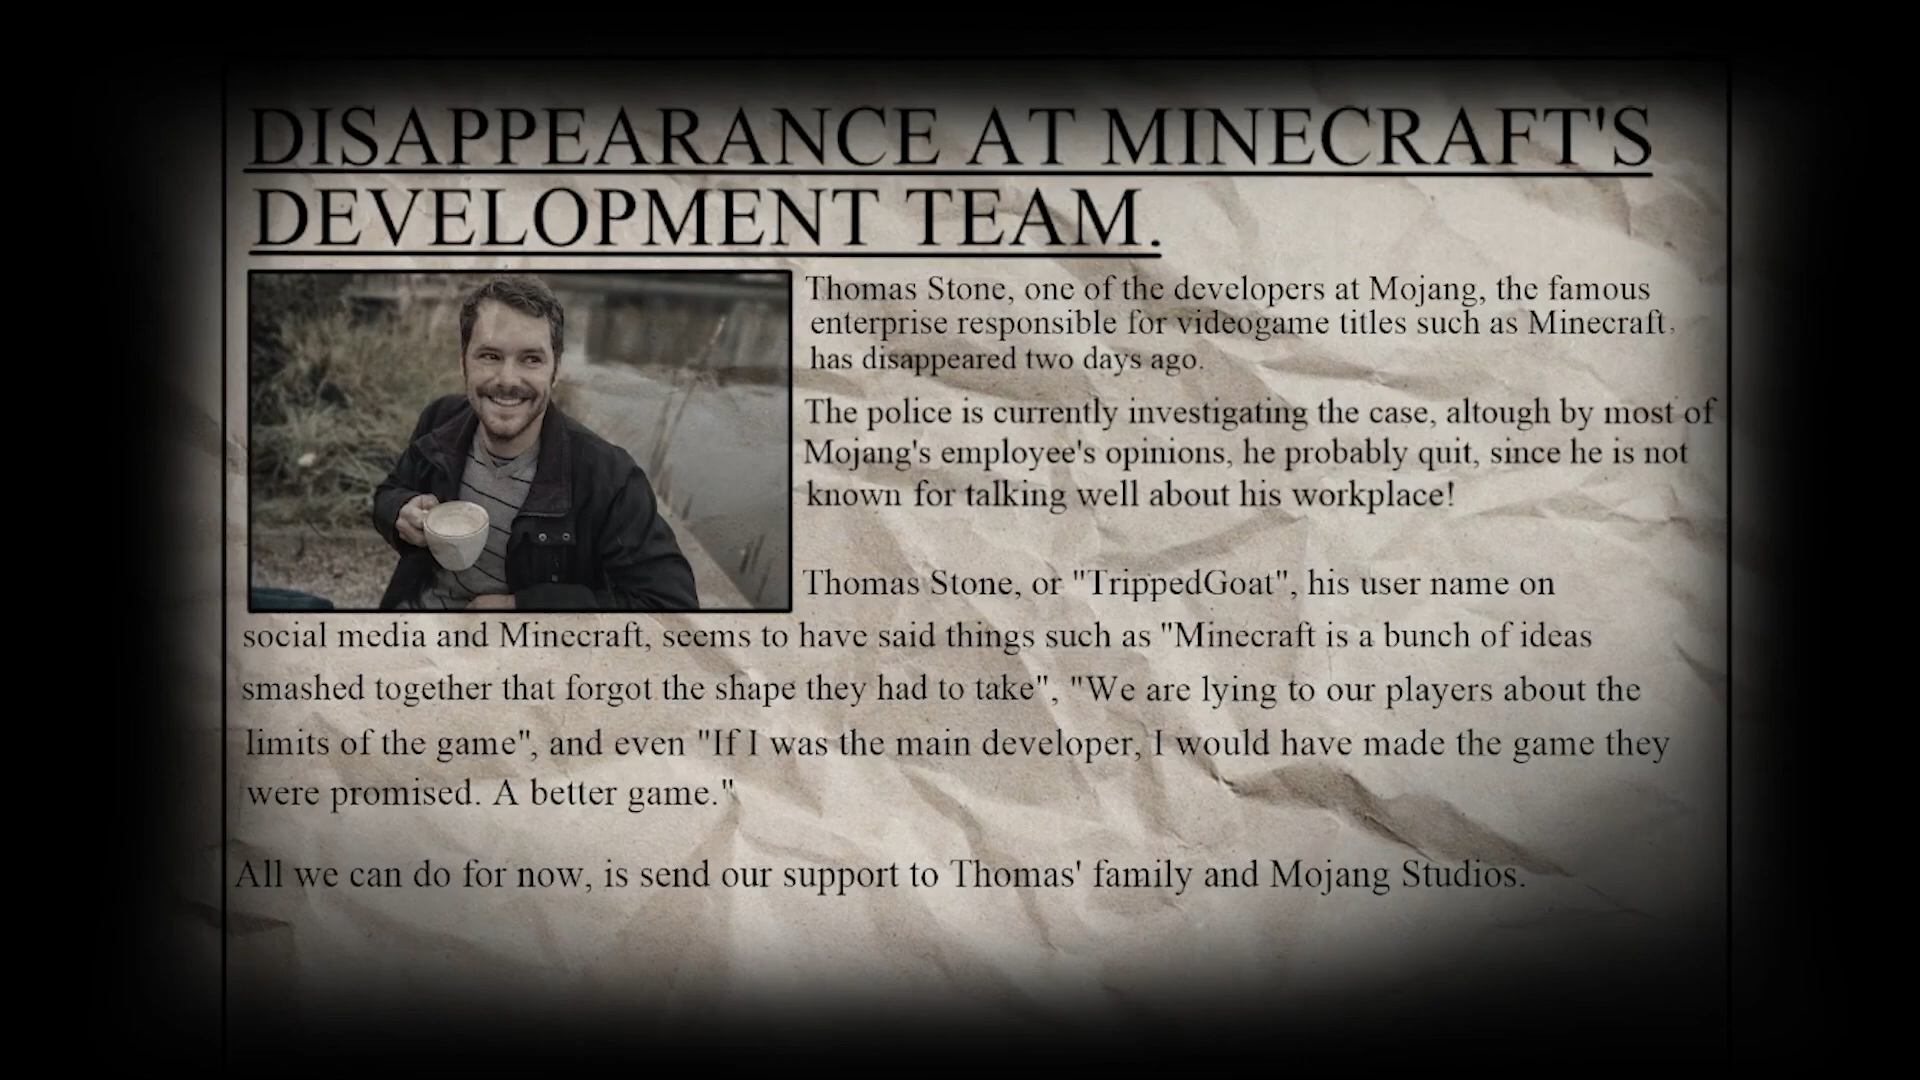 DISAPPEARANCE AT MINECRAFT'S
DEVELOPMENT TEAM.
Thomas Stone, one of the developers at Mojang, the famous
enterprise responsible for videogame titles such as Minecraft,
has disappeared two days ago.
The police is currently investigating the case, altough by most of
Mojang's employee's opinions, he probably quit, since he is not
known for talking well about his workplace!
Thomas Stone, or "TrippedGoat", his user name on
social media and Minecraft, seems to have said things such as "Minecraft is a bunch of ideas
smashed together that forgot the shape they had to take", "We are lying to our players about the
limits of the game", and even "If I was the main developer, I would have made the game they
were promised. A better game."
All we can do for now, is send our support to Thomas' family and Mojang Studios.